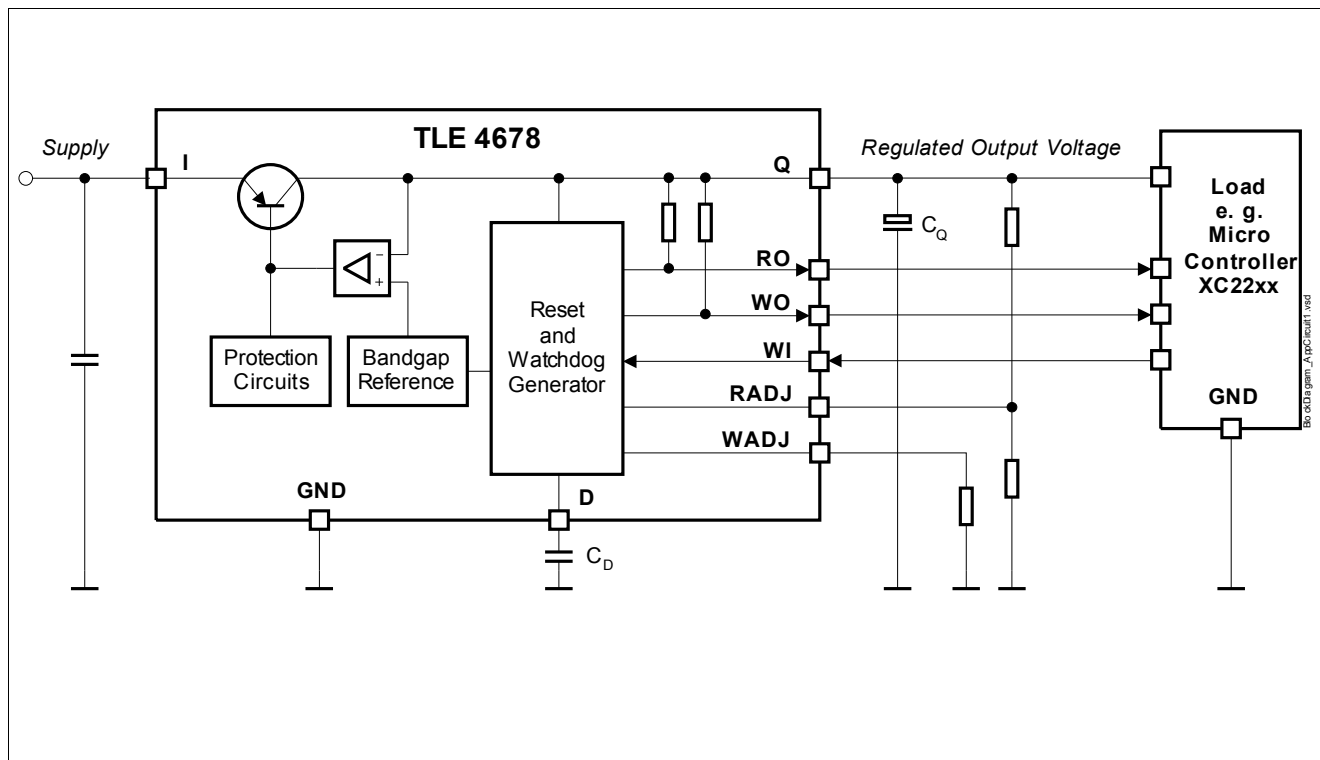 TLE 4678
Supply
I
Q
Regulated Output Voltage
Load
e. g.
Micro
Controller
XC22xx
C_Q
RO
WO
WI
RADJ
WADJ
Reset
and
Watchdog
Generator
Protection
Circuits
Bandgap
Reference
-
+
GND
GND
D
C_D
BlockDiagram_AppCircuit1.vsd